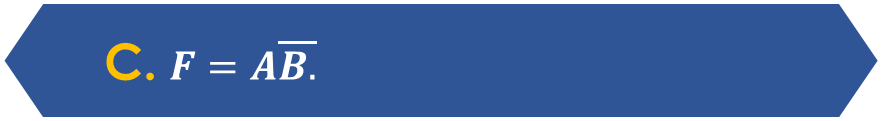 C. F = AB̅.